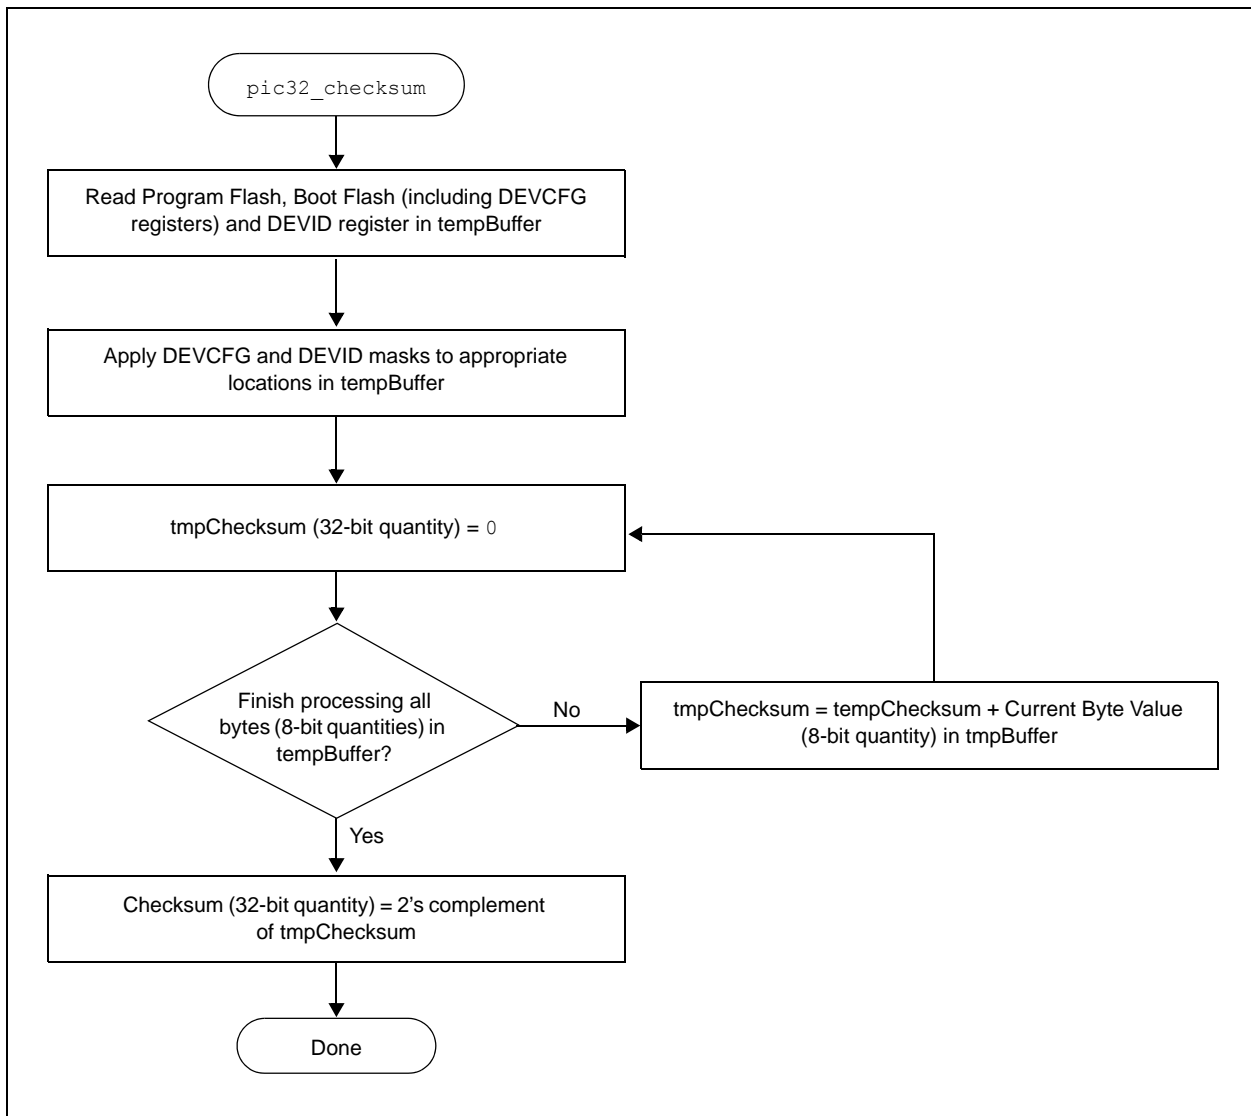 pic32_checksum
Read Program Flash, Boot Flash (including DEVCFG
registers) and DEVID register in tempBuffer
Apply DEVCFG and DEVID masks to appropriate
locations in tempBuffer
tmpChecksum (32-bit quantity) = 0
Finish processing all
bytes (8-bit quantities) in
tempBuffer?
No
tmpChecksum = tempChecksum + Current Byte Value
(8-bit quantity) in tmpBuffer
Yes
Checksum (32-bit quantity) = 2's complement
of tmpChecksum
Done